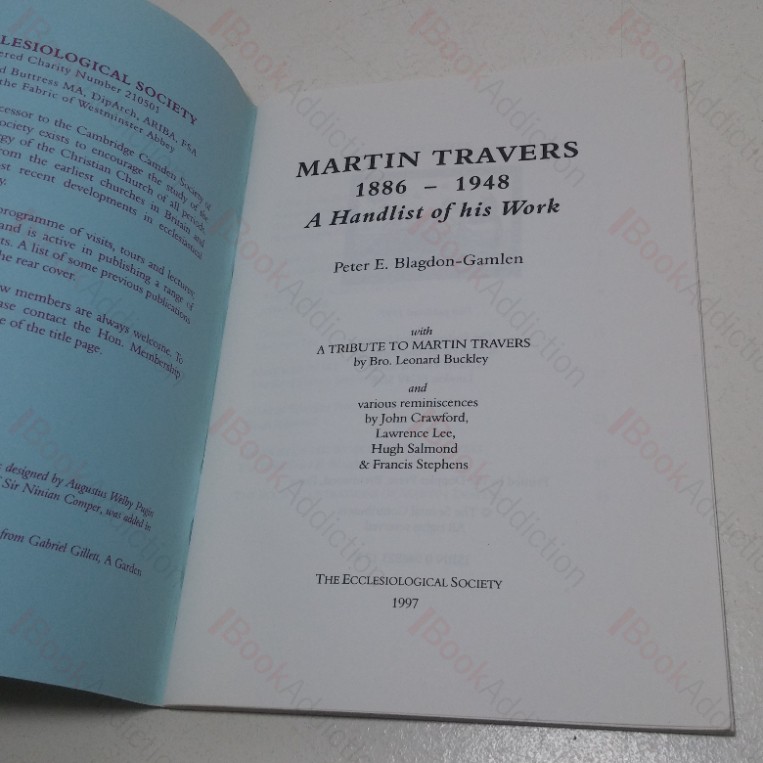 LESIOLOGICAL SOCIETY
ered Charity Number 210501
d Buttress MA, DipArch, ARIBA, FSA
the Fabric of Westminster Abbey
cessor to the Cambridge Camden Society of
ociety exists to encourage the study of the
rgy of the Christian Church of all periods,
rom the earliest churches in Britain and
st recent developments in ecclesiastical
y.
programme of visits, tours and lectures;
and is active in publishing a range of
ts. A list of some previous publications
he rear cover.
w members are always welcome. To
ase contact the Hon. Membership
e of the title page.
designed by Augustus Welby Pugin
f Sir Ninian Comper, was added in
from Gabriel Gillett, A Garden
MARTIN TRAVERS
1886 – 1948
A Handlist of his Work
Peter E. Blagdon-Gamlen
with
A TRIBUTE TO MARTIN TRAVERS
by Bro. Leonard Buckley
and
various reminiscences
by John Crawford,
Lawrence Lee,
Hugh Salmond
& Francis Stephens
THE ECCLESIOLOGICAL SOCIETY
1997
BookAddiction